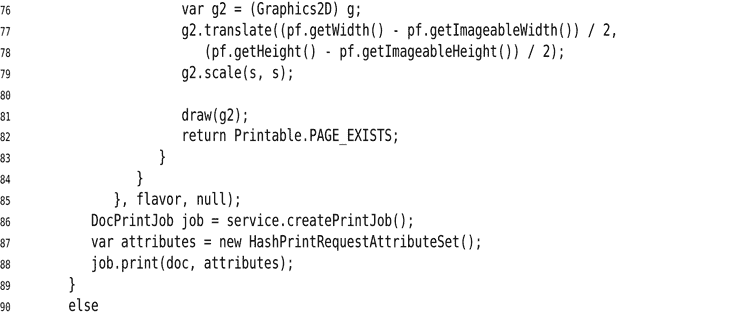 76 var g2 = (Graphics2D) g;
77 g2.translate((pf.getWidth() - pf.getImageableWidth()) / 2,
78 (pf.getHeight() - pf.getImageableHeight()) / 2);
79 g2.scale(s, s);
80
81 draw(g2);
82 return Printable.PAGE_EXISTS;
83 }
84 }
85 }, flavor, null);
86 DocPrintJob job = service.createPrintJob();
87 var attributes = new HashPrintRequestAttributeSet();
88 job.print(doc, attributes);
89 }
90 else